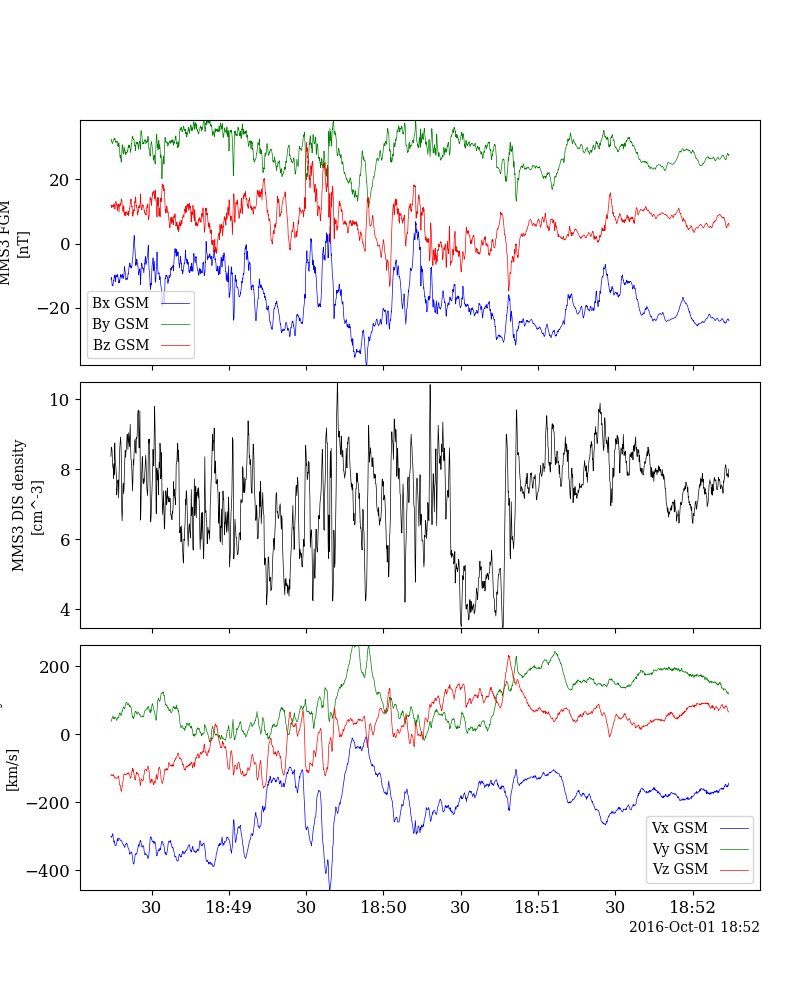 MMS3 FGM
[nT]
20
0
−20
Bx GSM
By GSM
Bz GSM
MMS3 DIS density
[cm^-3]
10
8
6
4
[km/s]
200
0
−200
−400
Vx GSM
Vy GSM
Vz GSM
30 18:49 30 18:50 30 18:51 30 18:52
2016-Oct-01 18:52